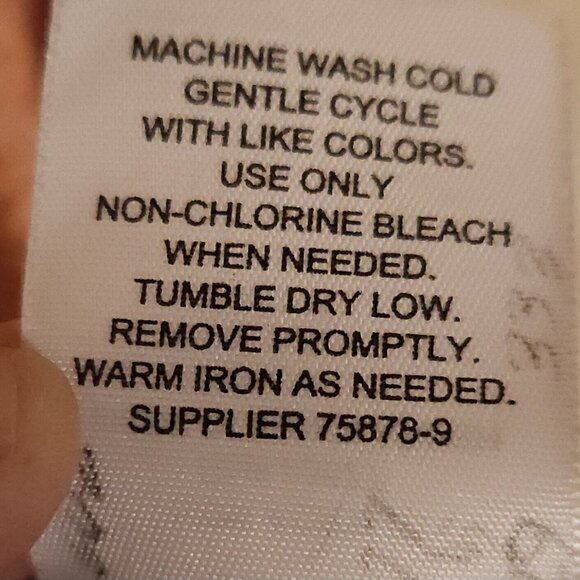 MACHINE WASH COLD
GENTLE CYCLE
WITH LIKE COLORS.
USE ONLY
NON-CHLORINE BLEACH
WHEN NEEDED.
TUMBLE DRY LOW.
REMOVE PROMPTLY.
WARM IRON AS NEEDED.
SUPPLIER 75878-9